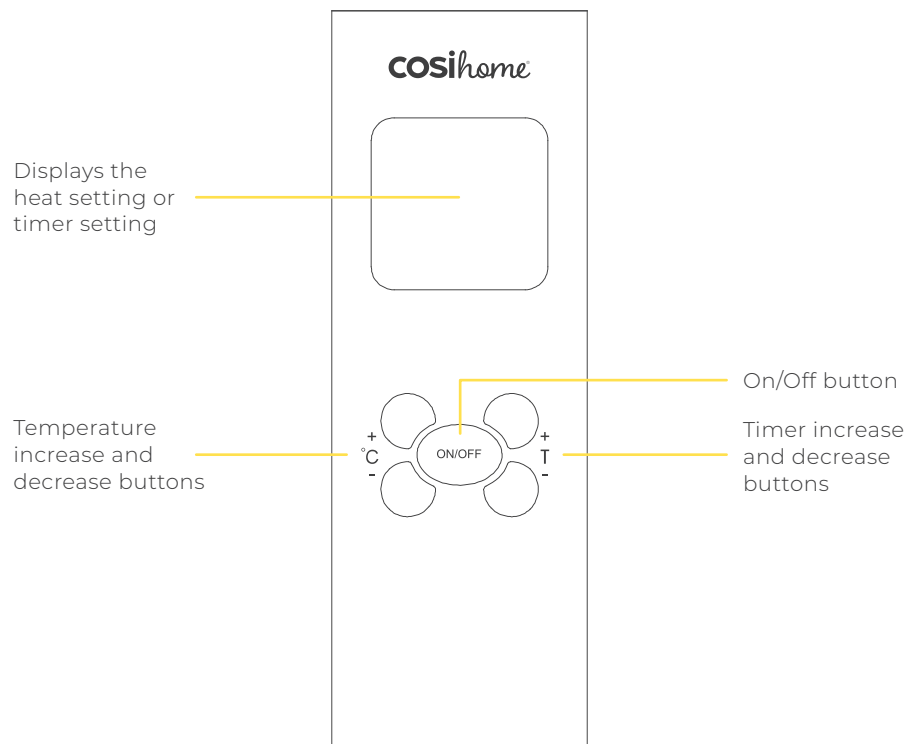 cosihome
Displays the
heat setting or
timer setting
On/Off button
Temperature
increase and
decrease buttons
+
°C
-
ON/OFF
+
T
-
Timer increase
and decrease
buttons